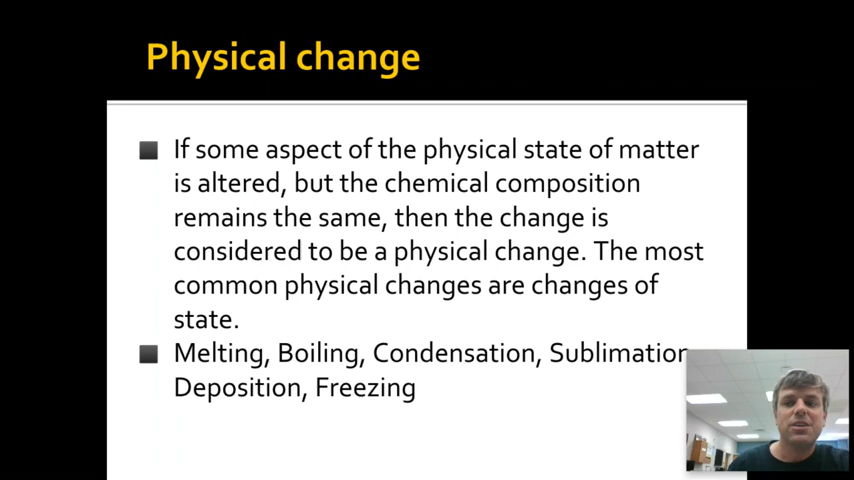 Physical change
If some aspect of the physical state of matter
is altered, but the chemical composition
remains the same, then the change is
considered to be a physical change. The most
common physical changes are changes of
state.
Melting, Boiling, Condensation, Sublimation
Deposition, Freezing